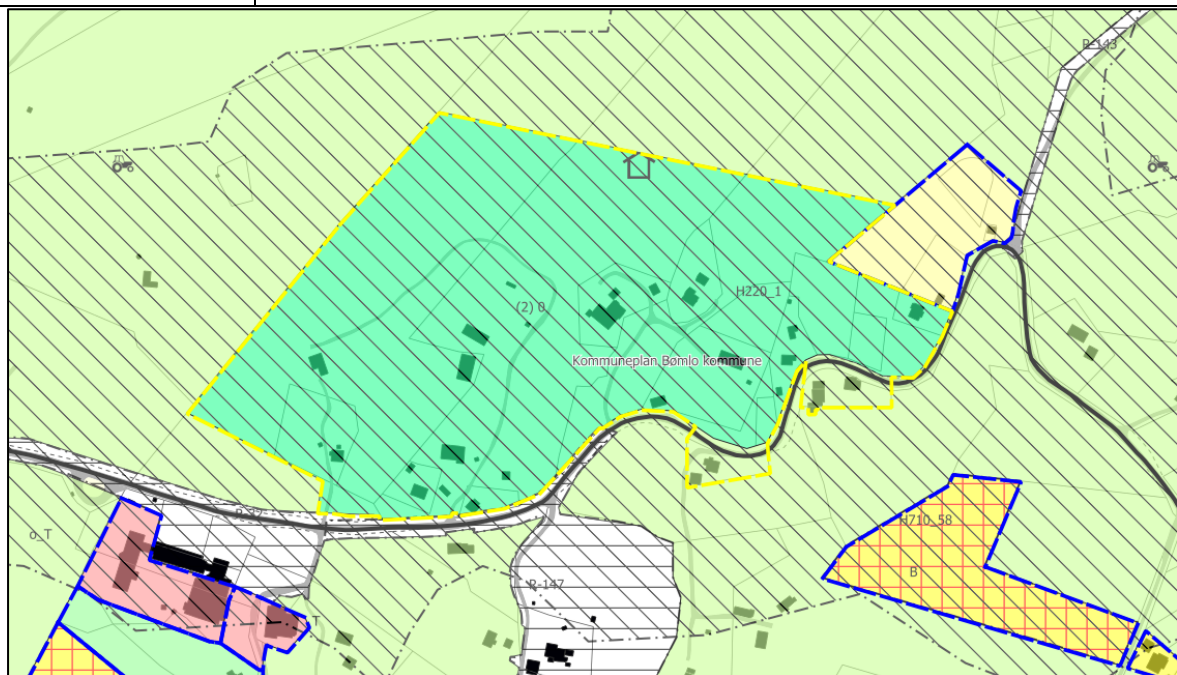 R-143
H220_1
(2) 0
Kommuneplan Bømlo kommune
H710_58
o_T
B
R-147
T